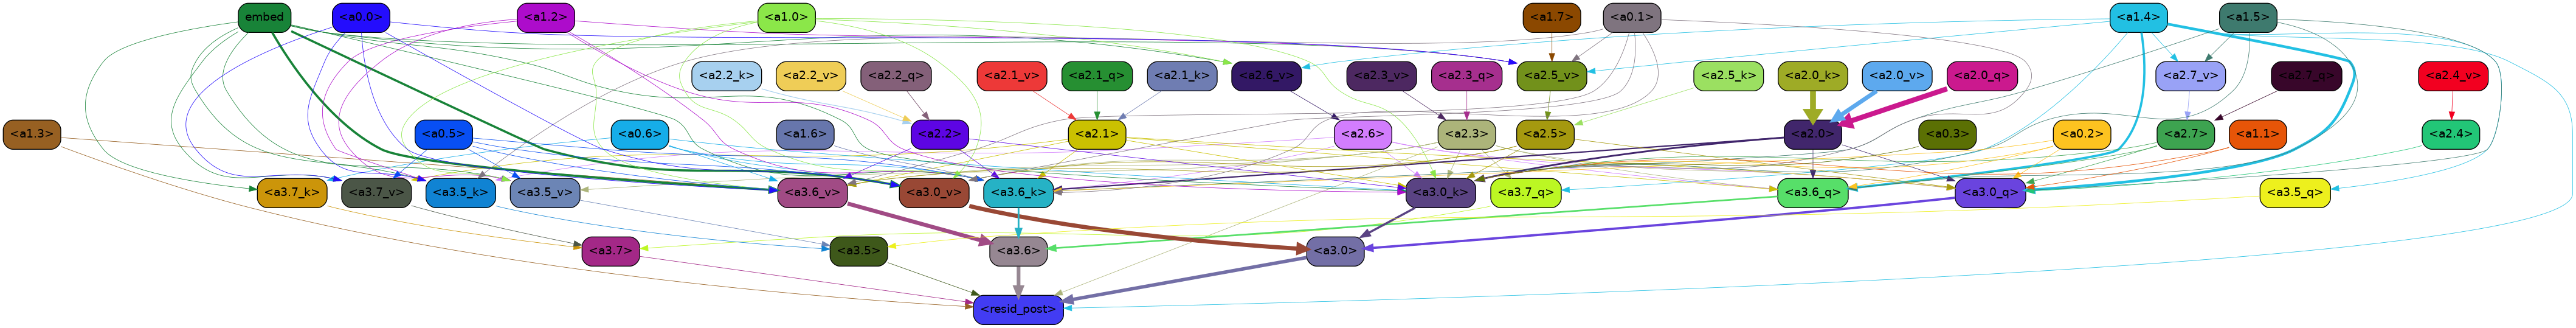 embed <a0.0> <a1.2> <a1.0> <a1.7> <a0.1> <a1.4> <a1.5>
<a2.2_k> <a2.2_v> <a2.2_q> <a2.1_v> <a2.1_q> <a2.1_k> <a2.6_v> <a2.3_v> <a2.3_q> <a2.5_v> <a2.5_k> <a2.0_k> <a2.0_v> <a2.0_q> <a2.7_v> <a2.7_q> <a2.4_v>
<a1.3> <a0.5> <a0.6> <a1.6> <a2.2> <a2.1> <a2.6> <a2.3> <a2.5> <a2.0> <a0.3> <a0.2> <a2.7> <a1.1> <a2.4>
<a3.7_k> <a3.7_v> <a3.5_k> <a3.5_v> <a3.6_v> <a3.0_v> <a3.6_k> <a3.0_k> <a3.7_q> <a3.6_q> <a3.0_q> <a3.5_q>
<a3.7> <a3.5> <a3.6> <a3.0>
<resid_post>